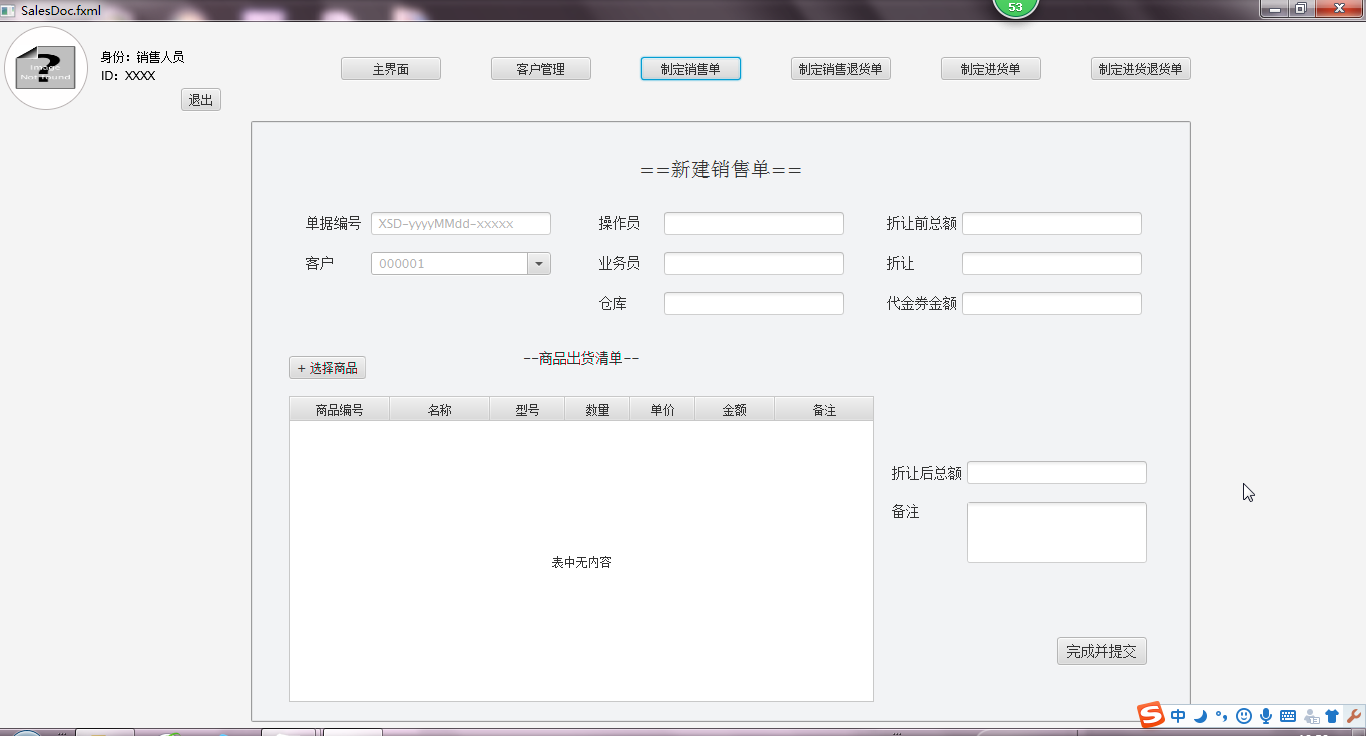 SalesDoc.fxml
53
身份：销售人员
ID：XXXX
退出
主界面
客户管理
制定销售单
制定销售退货单
制定进货单
制定进货退货单
Image
Not Found
==新建销售单==
单据编号 XSD-yyyyMMdd-xxxxx 操作员 折让前总额
客户 000001 业务员 折让
仓库 代金券金额
+ 选择商品
--商品出货清单--
商品编号 名称 型号 数量 单价 金额 备注
表中无内容
折让后总额
备注
完成并提交
中